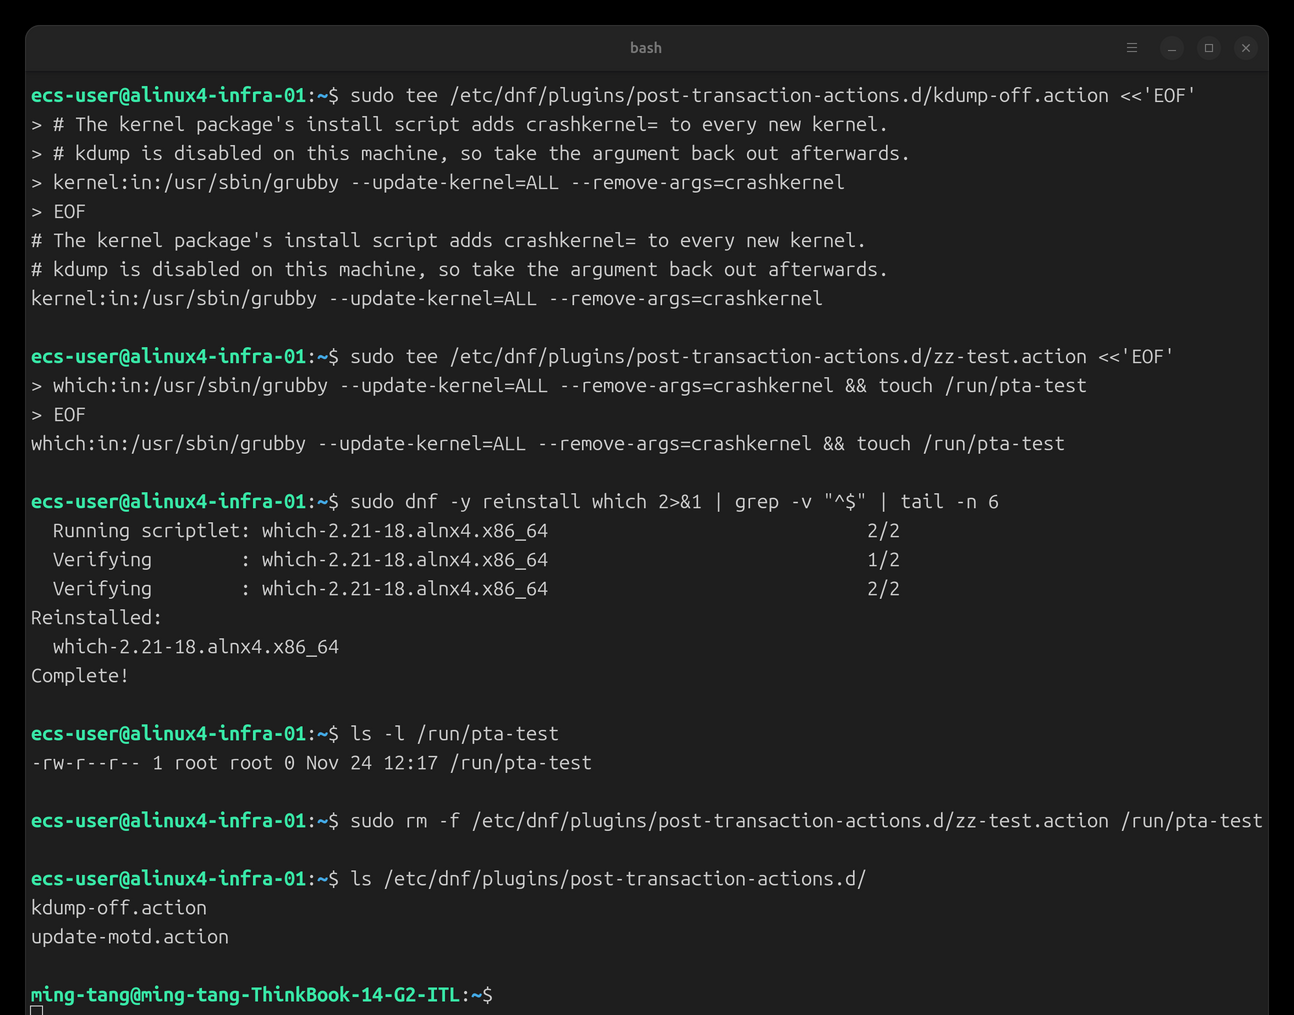 bash
ecs-user@alinux4-infra-01:~$ sudo tee /etc/dnf/plugins/post-transaction-actions.d/kdump-off.action <<'EOF'
> # The kernel package's install script adds crashkernel= to every new kernel.
> # kdump is disabled on this machine, so take the argument back out afterwards.
> kernel:in:/usr/sbin/grubby --update-kernel=ALL --remove-args=crashkernel
> EOF
# The kernel package's install script adds crashkernel= to every new kernel.
# kdump is disabled on this machine, so take the argument back out afterwards.
kernel:in:/usr/sbin/grubby --update-kernel=ALL --remove-args=crashkernel
ecs-user@alinux4-infra-01:~$ sudo tee /etc/dnf/plugins/post-transaction-actions.d/zz-test.action <<'EOF'
> which:in:/usr/sbin/grubby --update-kernel=ALL --remove-args=crashkernel && touch /run/pta-test
> EOF
which:in:/usr/sbin/grubby --update-kernel=ALL --remove-args=crashkernel && touch /run/pta-test
ecs-user@alinux4-infra-01:~$ sudo dnf -y reinstall which 2>&1 | grep -v "^$" | tail -n 6
  Running scriptlet: which-2.21-18.alnx4.x86_64                             2/2
  Verifying        : which-2.21-18.alnx4.x86_64                             1/2
  Verifying        : which-2.21-18.alnx4.x86_64                             2/2
Reinstalled:
  which-2.21-18.alnx4.x86_64
Complete!
ecs-user@alinux4-infra-01:~$ ls -l /run/pta-test
-rw-r--r-- 1 root root 0 Nov 24 12:17 /run/pta-test
ecs-user@alinux4-infra-01:~$ sudo rm -f /etc/dnf/plugins/post-transaction-actions.d/zz-test.action /run/pta-test
ecs-user@alinux4-infra-01:~$ ls /etc/dnf/plugins/post-transaction-actions.d/
kdump-off.action
update-motd.action
ming-tang@ming-tang-ThinkBook-14-G2-ITL:~$